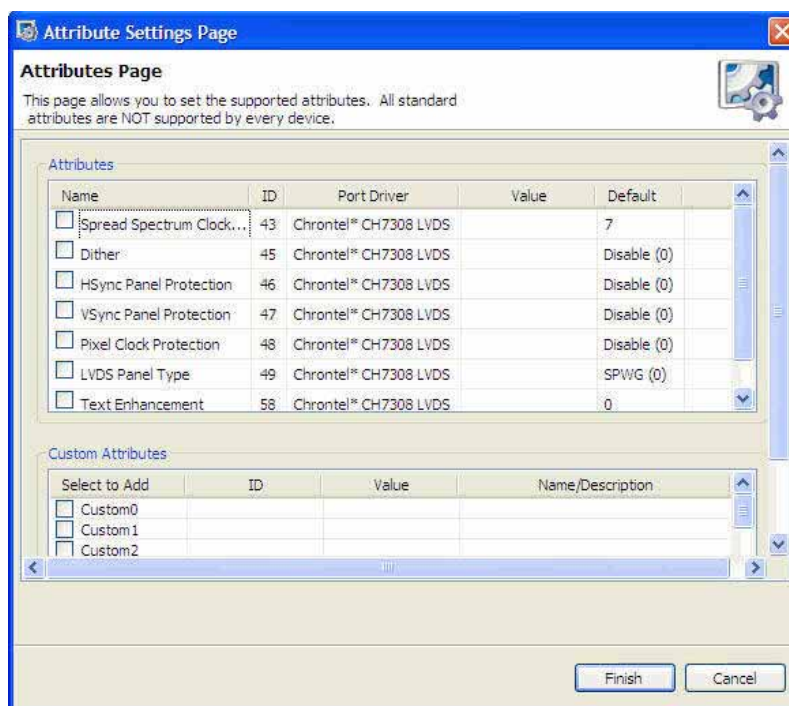 Attribute Settings Page
Attributes Page
This page allows you to set the supported attributes. All standard
attributes are NOT supported by every device.
Attributes
Name ID Port Driver Value Default
Spread Spectrum Clock... 43 Chrontel* CH7308 LVDS 7
Dither 45 Chrontel* CH7308 LVDS Disable (0)
HSync Panel Protection 46 Chrontel* CH7308 LVDS Disable (0)
VSync Panel Protection 47 Chrontel* CH7308 LVDS Disable (0)
Pixel Clock Protection 48 Chrontel* CH7308 LVDS Disable (0)
LVDS Panel Type 49 Chrontel* CH7308 LVDS SPWG (0)
Text Enhancement 58 Chrontel* CH7308 LVDS 0
Custom Attributes
Select to Add ID Value Name/Description
Custom0
Custom1
Custom2
Finish Cancel